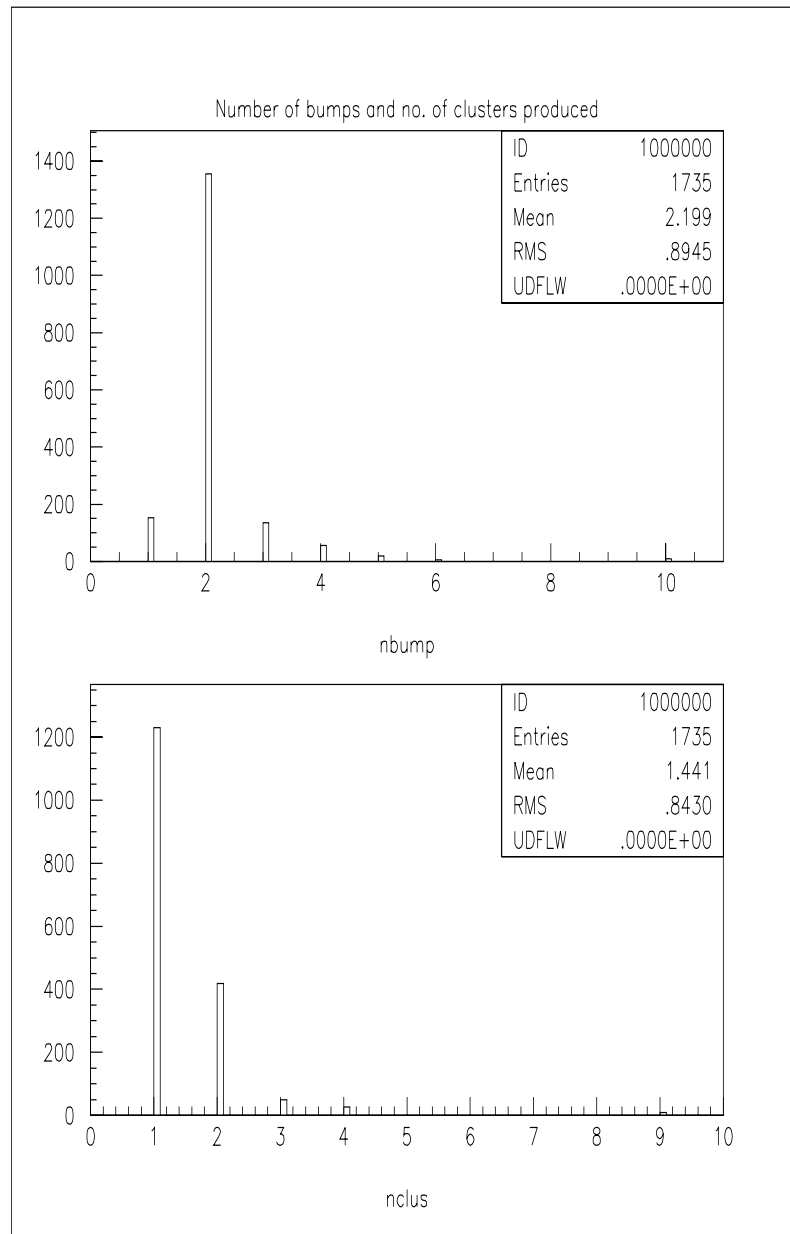 Number of bumps and no. of clusters produced
ID 1000000
Entries 1735
Mean 2.199
RMS .8945
UDFLW .0000E+00
1400
1200
1000
800
600
400
200
0
0 2 4 6 8 10
nbump
ID 1000000
Entries 1735
Mean 1.441
RMS .8430
UDFLW .0000E+00
1200
1000
800
600
400
200
0
0 1 2 3 4 5 6 7 8 9 10
nclus